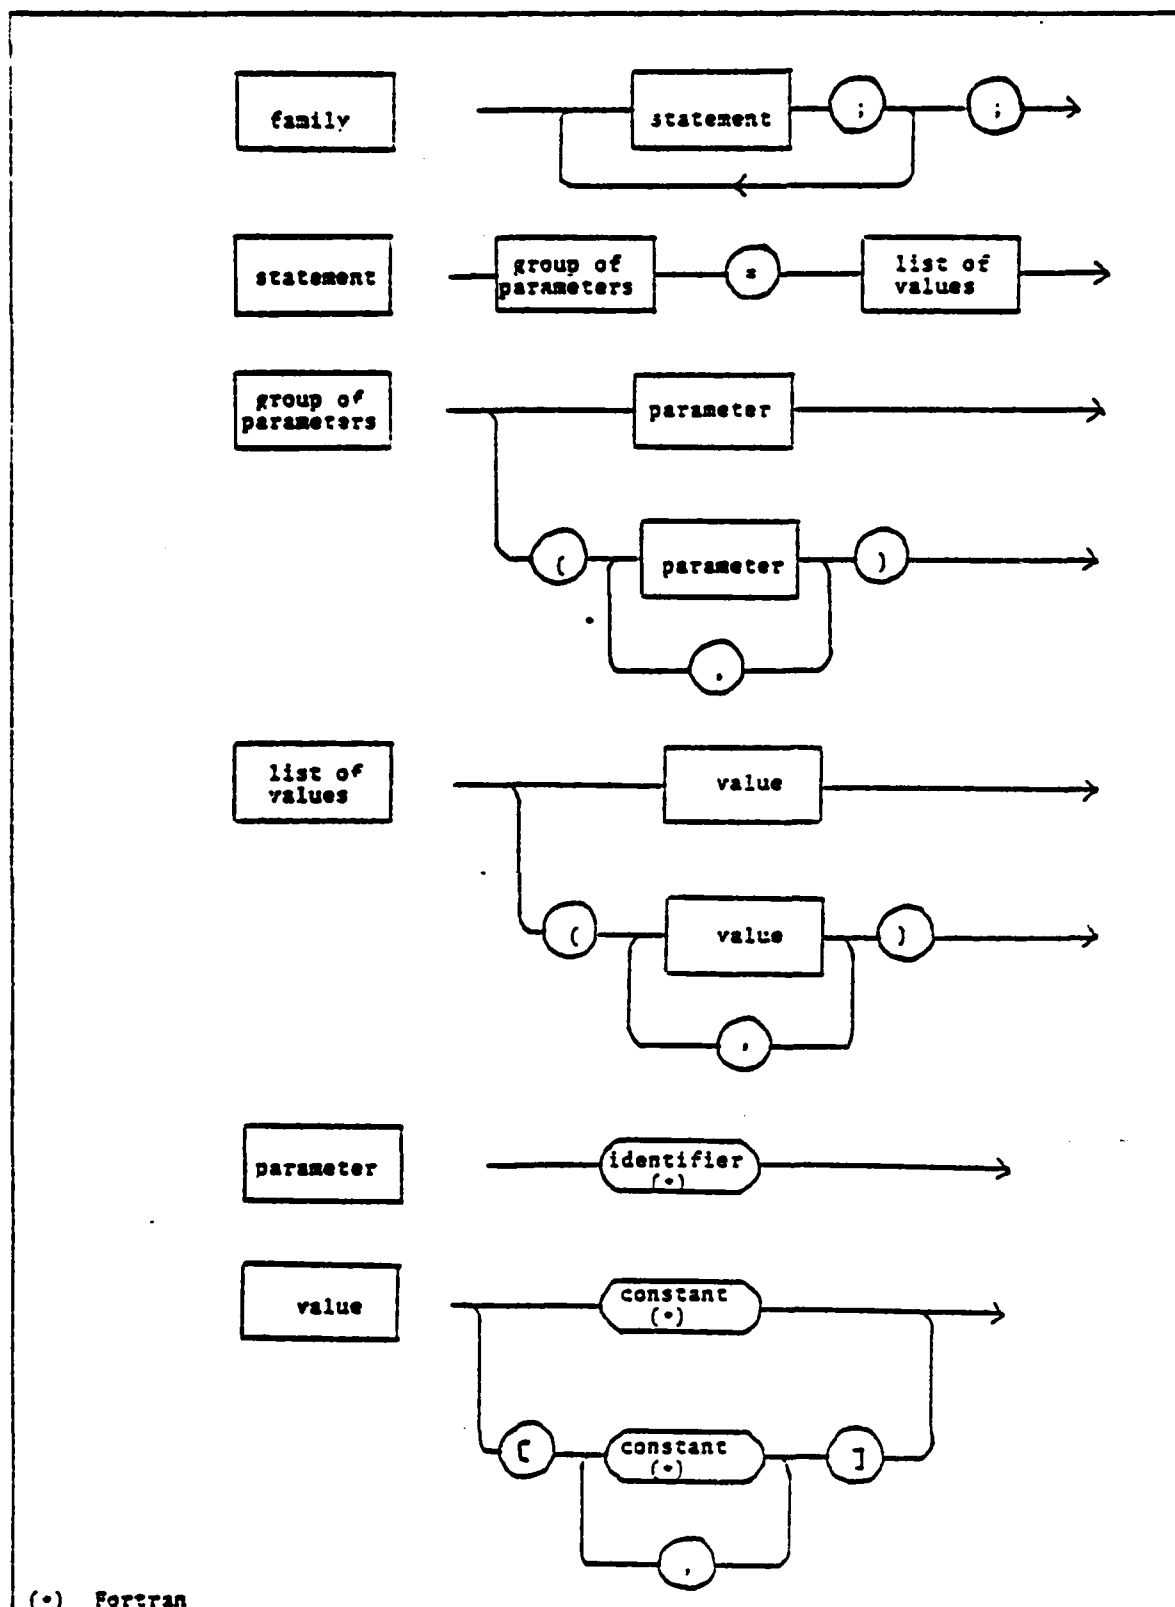 family
statement
;
;
statement
group of
parameters
=
list of
values
group of
parameters
parameter
(
parameter
)
,
list of
values
value
(
value
)
,
parameter
identifier
(*)
value
constant
(*)
[
constant
(*)
]
,
(*) Fortran